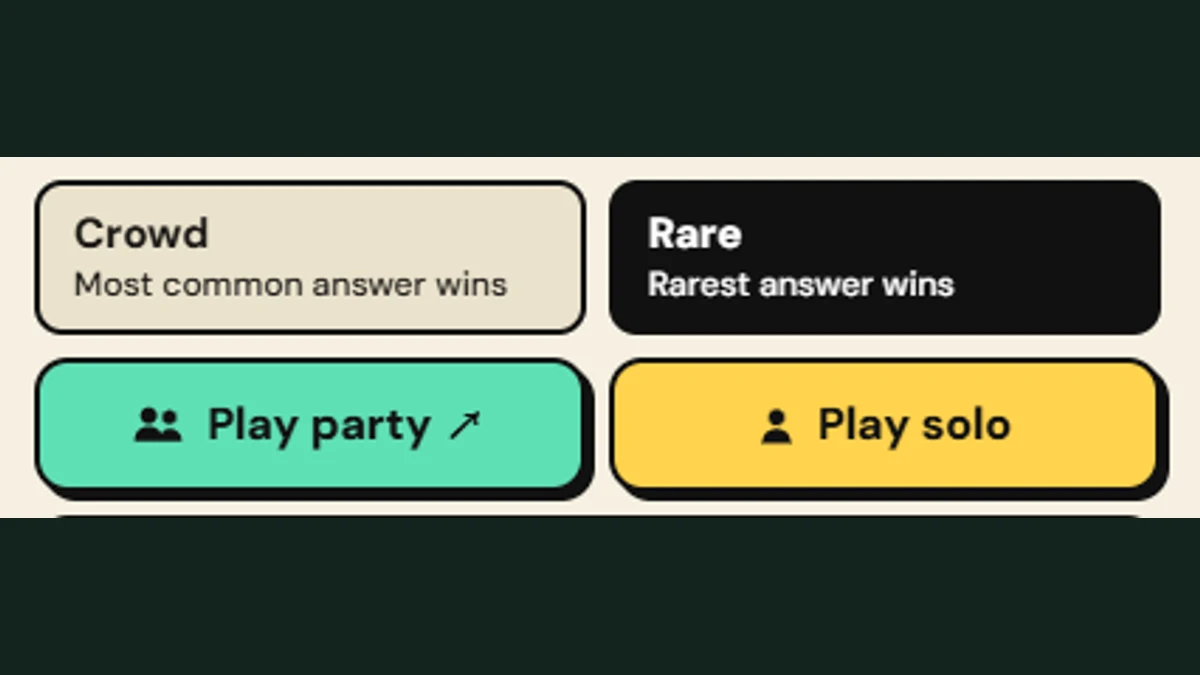 Crowd
Most common answer wins
Rare
Rarest answer wins
Play party ↗
Play solo